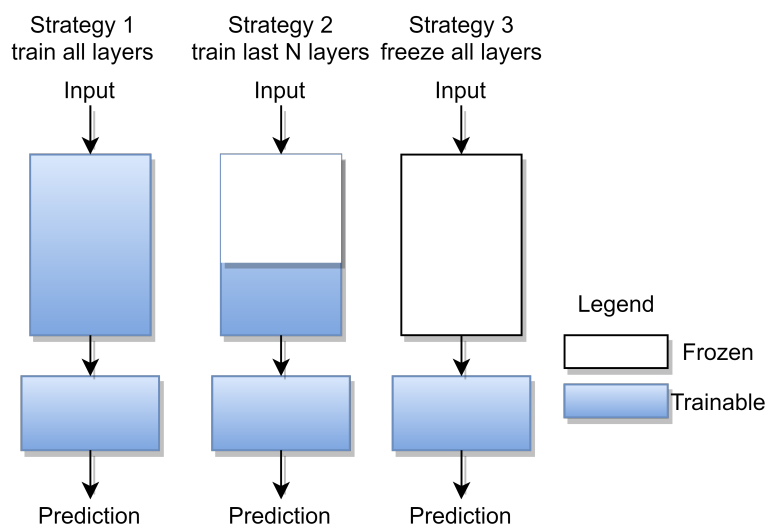 Strategy 1
train all layers
Input
Prediction
Strategy 2
train last N layers
Input
Prediction
Strategy 3
freeze all layers
Input
Prediction
Legend
Frozen
Trainable